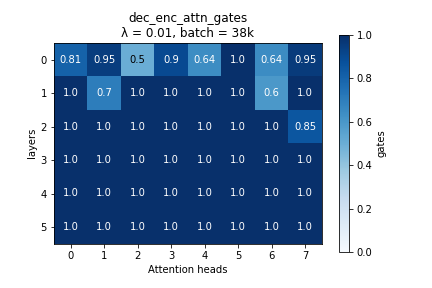 dec_enc_attn_gates
λ = 0.01, batch = 38k
0 0.81 0.95 0.5 0.9 0.64 1.0 0.64 0.95
1 1.0 0.7 1.0 1.0 1.0 1.0 0.6 1.0
2 1.0 1.0 1.0 1.0 1.0 1.0 1.0 0.85
3 1.0 1.0 1.0 1.0 1.0 1.0 1.0 1.0
4 1.0 1.0 1.0 1.0 1.0 1.0 1.0 1.0
5 1.0 1.0 1.0 1.0 1.0 1.0 1.0 1.0
0 1 2 3 4 5 6 7
Attention heads
layers
1.0
0.8
0.6
0.4
0.2
0.0
gates